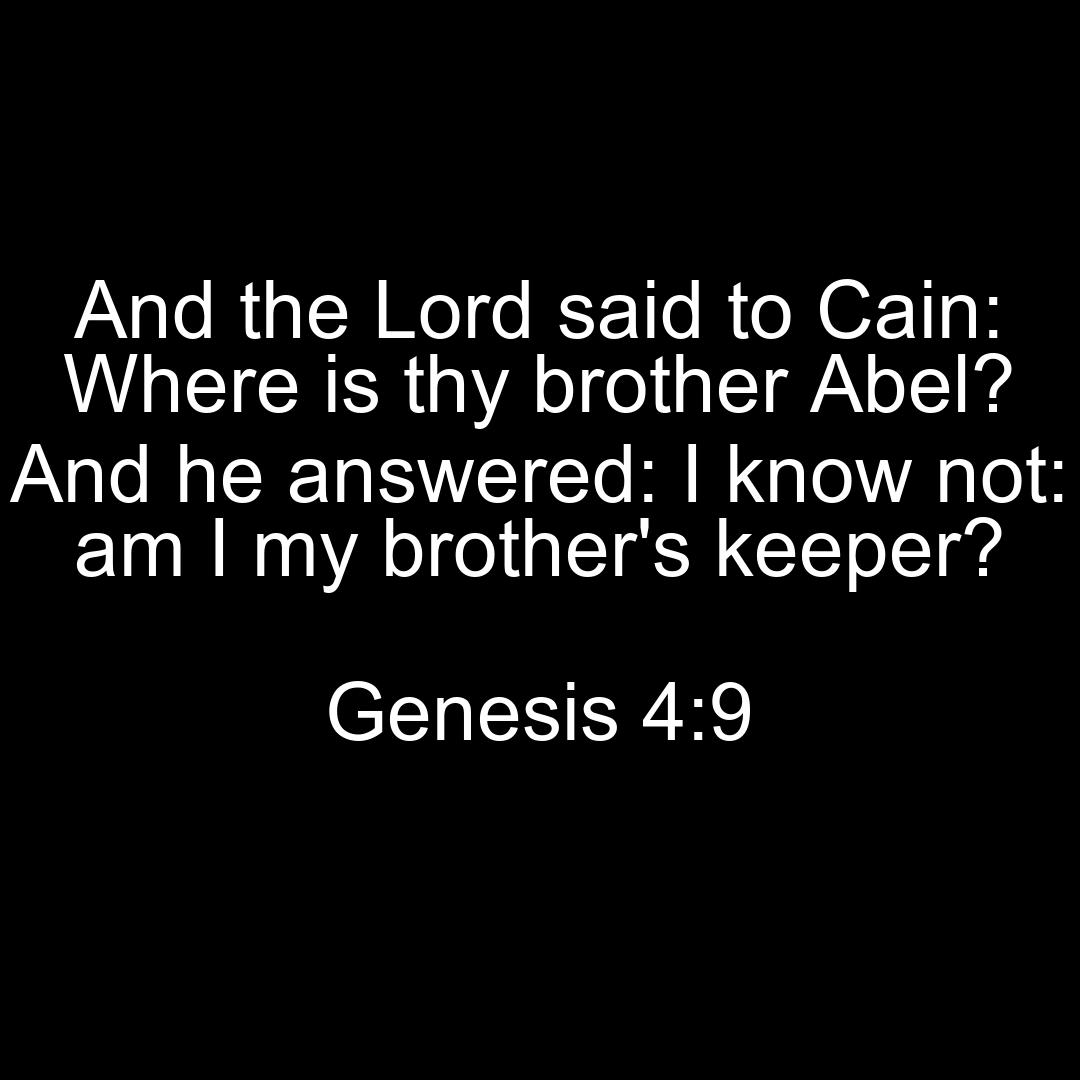 And the Lord said to Cain:
Where is thy brother Abel?
And he answered: I know not:
am I my brother's keeper?
Genesis 4:9